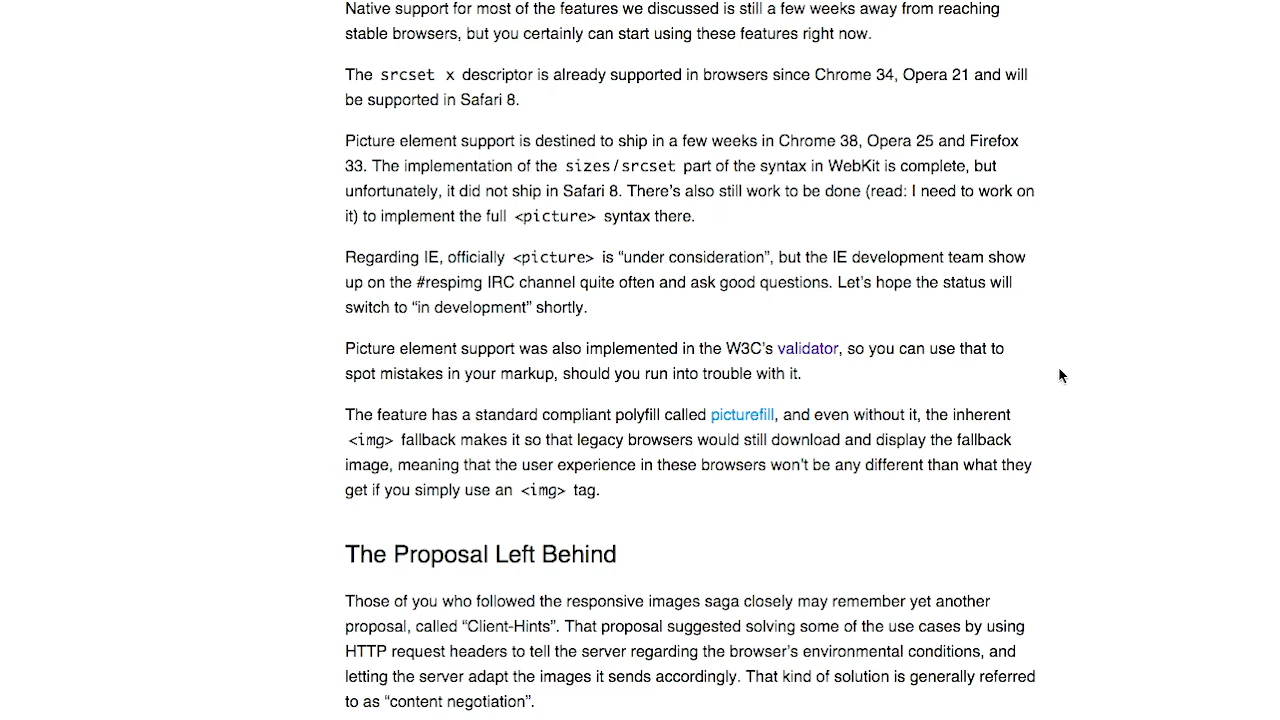 Native support for most of the features we discussed is still a few weeks away from reaching
stable browsers, but you certainly can start using these features right now.
The srcset x descriptor is already supported in browsers since Chrome 34, Opera 21 and will
be supported in Safari 8.
Picture element support is destined to ship in a few weeks in Chrome 38, Opera 25 and Firefox
33. The implementation of the sizes/srcset part of the syntax in WebKit is complete, but
unfortunately, it did not ship in Safari 8. There’s also still work to be done (read: I need to work on
it) to implement the full <picture> syntax there.
Regarding IE, officially <picture> is “under consideration”, but the IE development team show
up on the #respimg IRC channel quite often and ask good questions. Let’s hope the status will
switch to “in development” shortly.
Picture element support was also implemented in the W3C’s validator, so you can use that to
spot mistakes in your markup, should you run into trouble with it.
The feature has a standard compliant polyfill called picturefill, and even without it, the inherent
<img> fallback makes it so that legacy browsers would still download and display the fallback
image, meaning that the user experience in these browsers won’t be any different than what they
get if you simply use an <img> tag.
The Proposal Left Behind
Those of you who followed the responsive images saga closely may remember yet another
proposal, called “Client-Hints”. That proposal suggested solving some of the use cases by using
HTTP request headers to tell the server regarding the browser’s environmental conditions, and
letting the server adapt the images it sends accordingly. That kind of solution is generally referred
to as “content negotiation”.